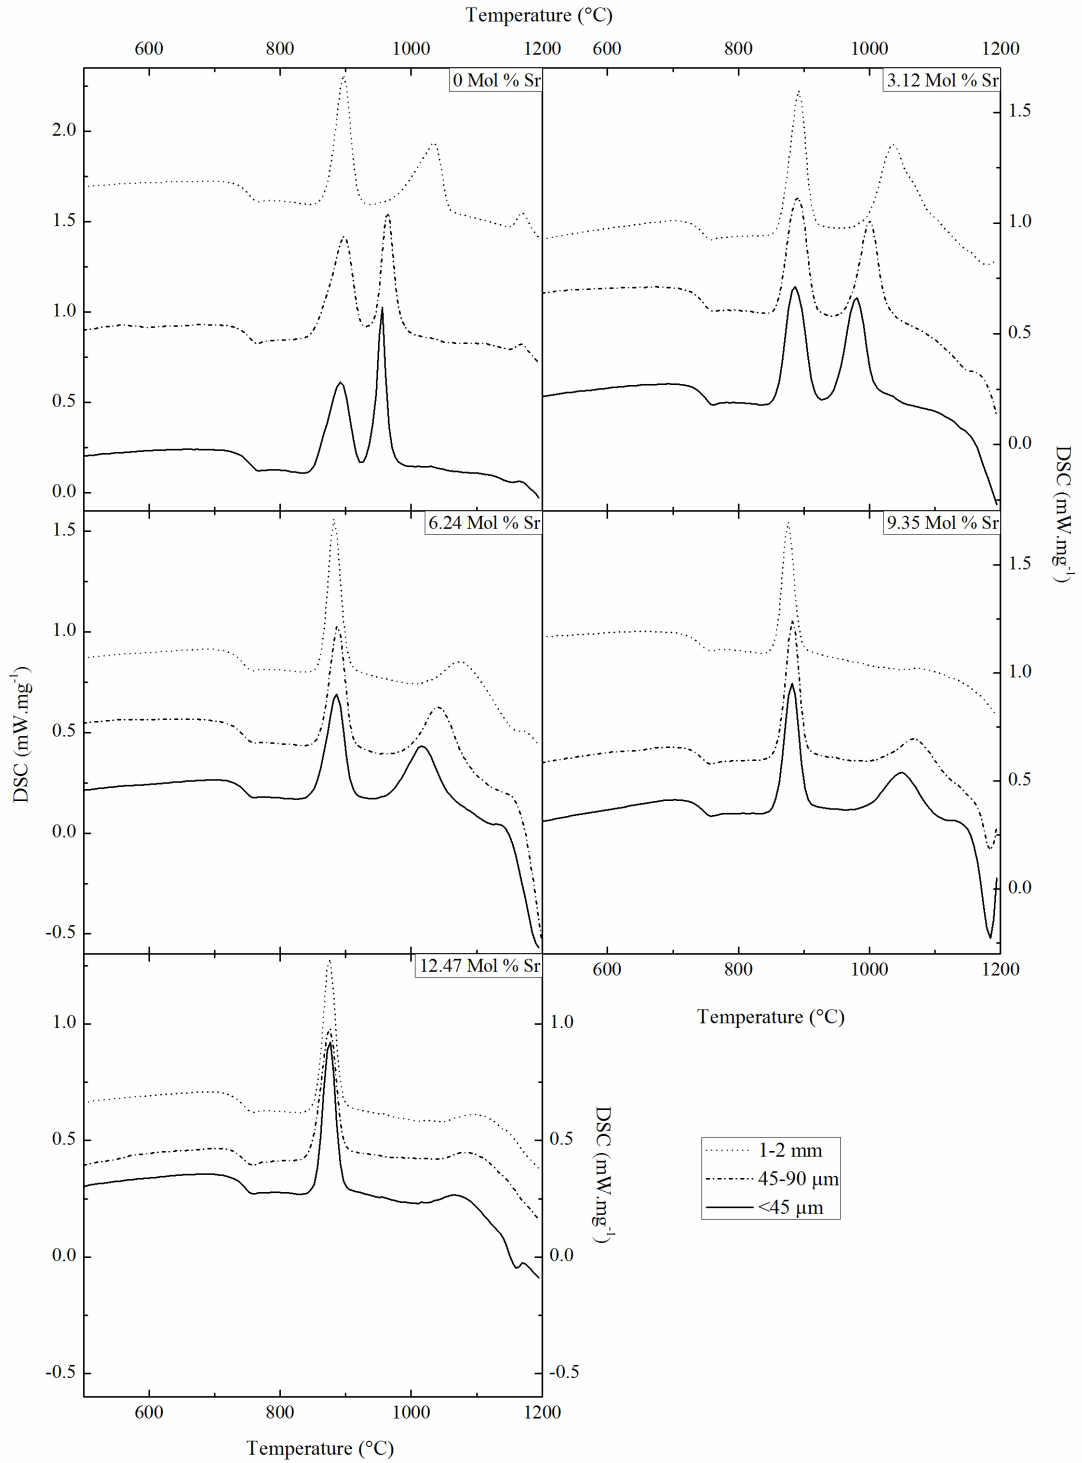 Temperature (°C)
600 800 1000 1200 600 800 1000 1200
0 Mol % Sr
3.12 Mol % Sr
2.0
1.5
1.0
0.5
0.0
1.5
1.0
0.5
0.0
DSC (mW.mg-1)
6.24 Mol % Sr
9.35 Mol % Sr
1.5
1.0
0.5
0.0
-0.5
DSC (mW.mg-1)
1.5
1.0
0.5
0.0
600 800 1000 1200
Temperature (°C)
12.47 Mol % Sr
1.0
0.5
0.0
-0.5
1.0
0.5
0.0
-0.5
DSC (mW.mg-1)
1-2 mm
45-90 µm
<45 µm
600 800 1000 1200
Temperature (°C)